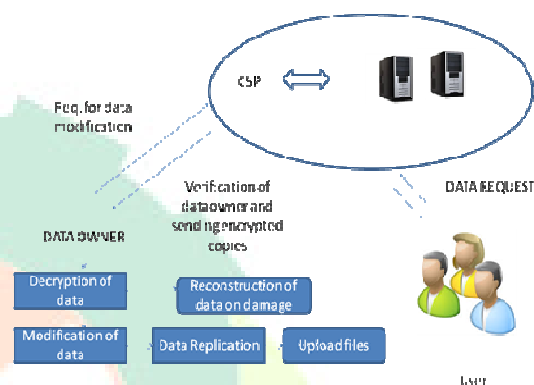 CSP
Req. for data
modification
Verification of
dataowner and
sending encrypted
copies
DATA REQUEST
DATA OWNER
Decryption of
data
Reconstruction of
data on damage
Modification of
data
Data Replication
Upload files
User